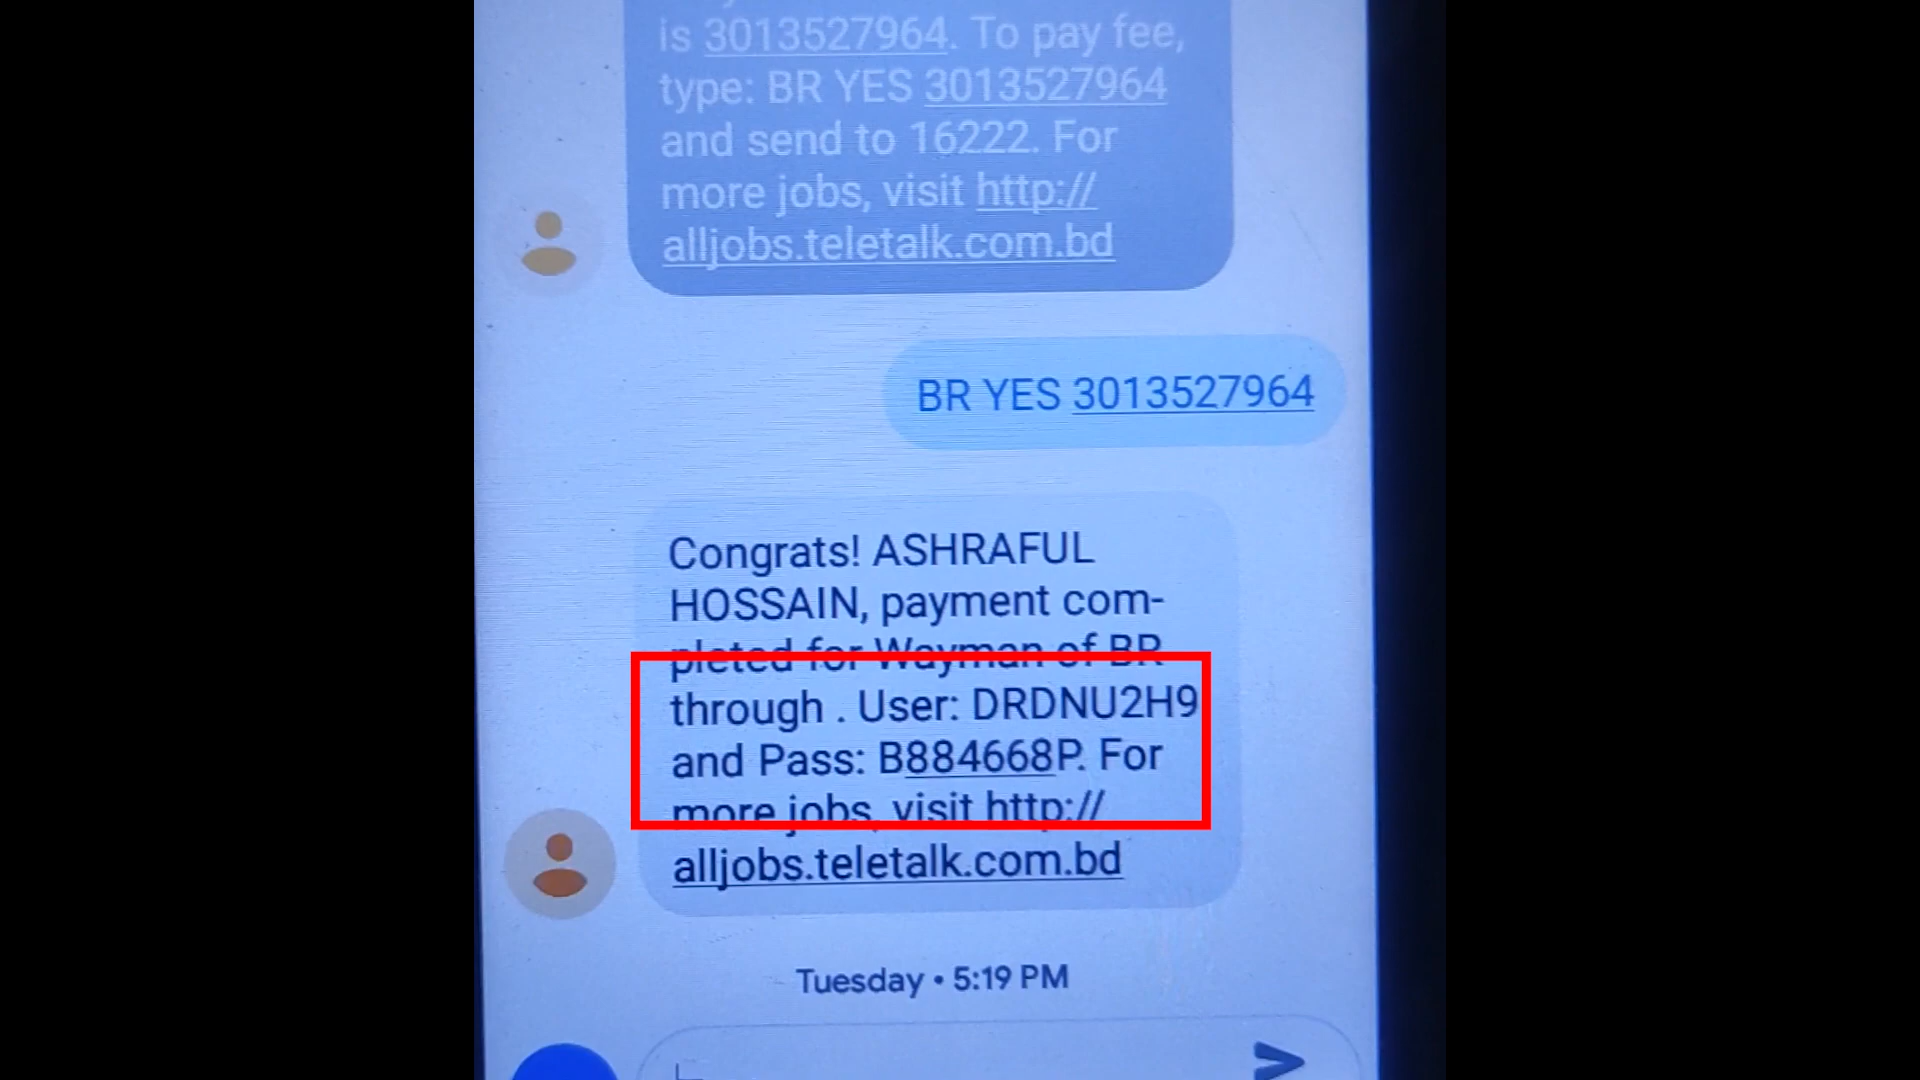 is 3013527964. To pay fee,
type: BR YES 3013527964
and send to 16222. For
more jobs, visit http://
alljobs.teletalk.com.bd
BR YES 3013527964
Congrats! ASHRAFUL
HOSSAIN, payment com-
pleted for Wayman of BR
through . User: DRDNU2H9
and Pass: B884668P. For
more jobs, visit http://
alljobs.teletalk.com.bd
Tuesday • 5:19 PM